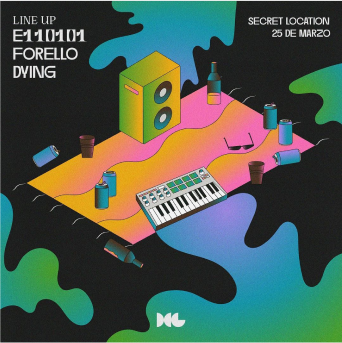 LINE UP
E110101
FORELLO
DYING
SECRET LOCATION
25 DE MARZO